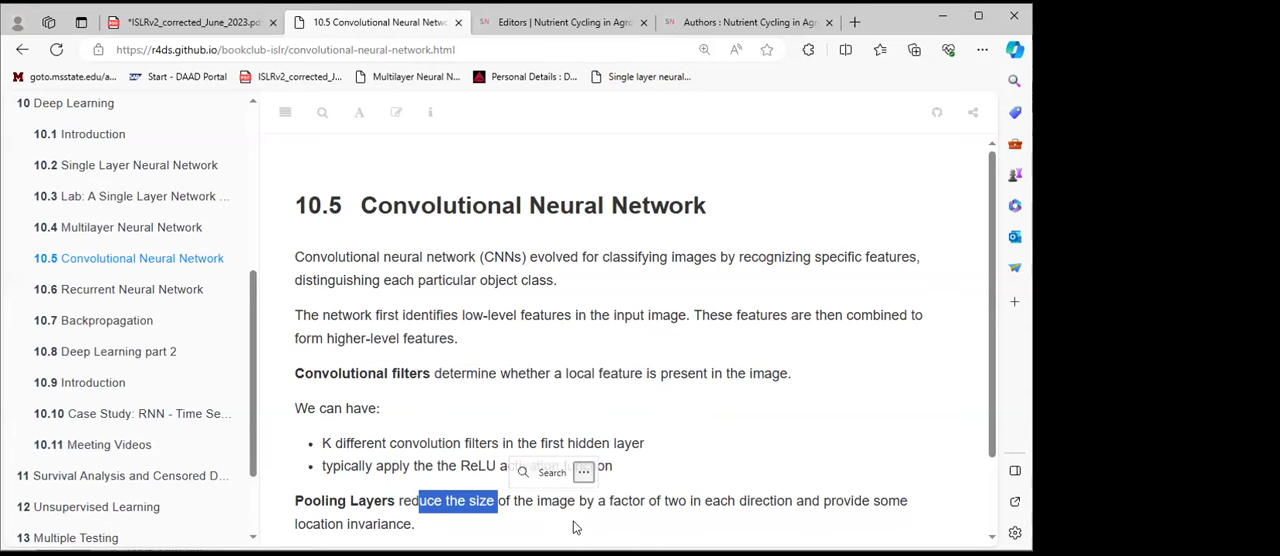 *ISLRv2_corrected_June_2023.pd
10.5 Convolutional Neural Netwo
Editors | Nutrient Cycling in Agro
Authors : Nutrient Cycling in Agro
https://r4ds.github.io/bookclub-islr/convolutional-neural-network.html
goto.msstate.edu/a...
Start - DAAD Portal
ISLRv2_corrected_J...
Multilayer Neural N...
Personal Details : D...
Single layer neural...
10 Deep Learning
10.1 Introduction
10.2 Single Layer Neural Network
10.3 Lab: A Single Layer Network ...
10.4 Multilayer Neural Network
10.5 Convolutional Neural Network
10.6 Recurrent Neural Network
10.7 Backpropagation
10.8 Deep Learning part 2
10.9 Introduction
10.10 Case Study: RNN - Time Se...
10.11 Meeting Videos
11 Survival Analysis and Censored D...
12 Unsupervised Learning
13 Multiple Testing
10.5 Convolutional Neural Network
Convolutional neural network (CNNs) evolved for classifying images by recognizing specific features,
distinguishing each particular object class.
The network first identifies low-level features in the input image. These features are then combined to
form higher-level features.
Convolutional filters determine whether a local feature is present in the image.
We can have:
• K different convolution filters in the first hidden layer
• typically apply the the ReLU activation function
Search
Pooling Layers reduce the size of the image by a factor of two in each direction and provide some
location invariance.